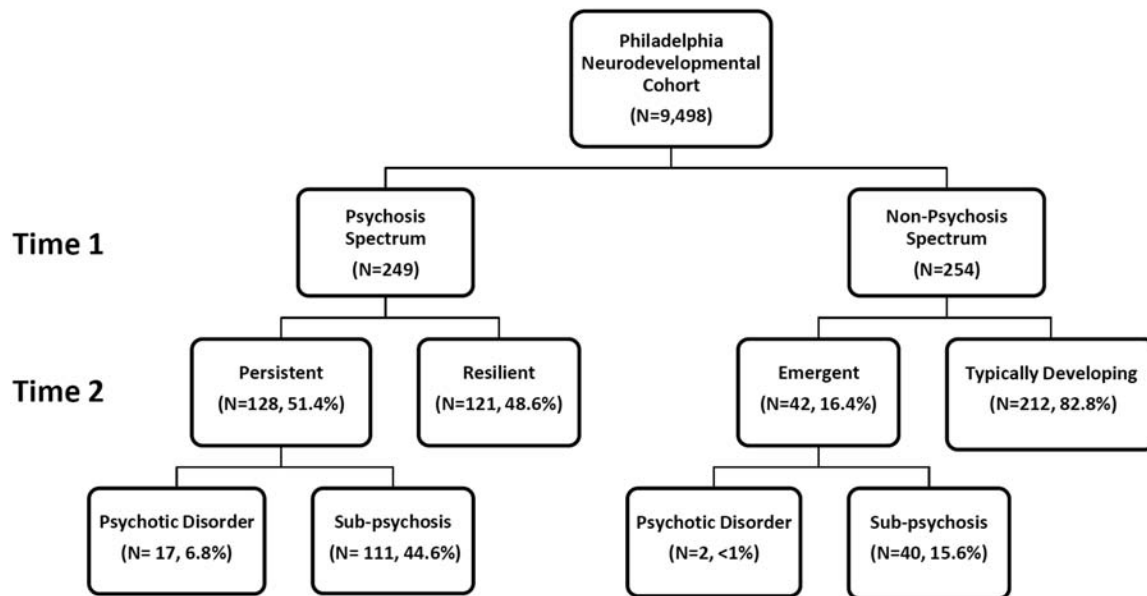 Philadelphia
Neurodevelopmental
Cohort
(N=9,498)
Time 1
Psychosis
Spectrum
(N=249)
Non-Psychosis
Spectrum
(N=254)
Time 2
Persistent
(N=128, 51.4%)
Resilient
(N=121, 48.6%)
Emergent
(N=42, 16.4%)
Typically Developing
(N=212, 82.8%)
Psychotic Disorder
(N= 17, 6.8%)
Sub-psychosis
(N= 111, 44.6%)
Psychotic Disorder
(N=2, <1%)
Sub-psychosis
(N=40, 15.6%)